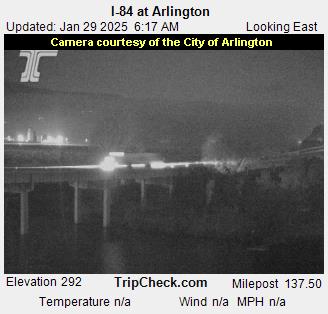 I-84 at Arlington
Updated: Jan 29 2025 6:17 AM Looking East
Camera courtesy of the City of Arlington
Elevation 292 TripCheck.com Milepost 137.50
Temperature n/a Wind n/a MPH n/a